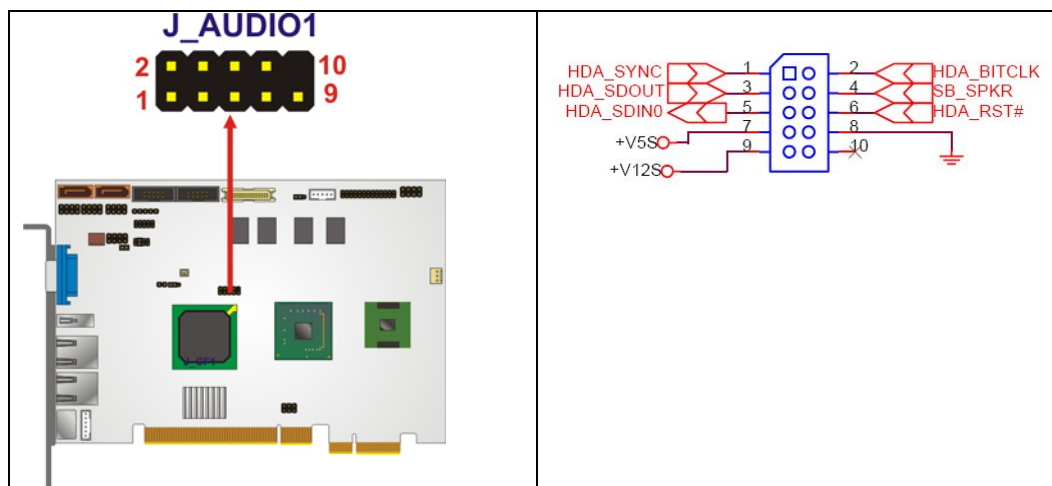 J_AUDIO1
2 10
1 9
J_CF1
HDA_SYNC 1 2 HDA_BITCLK
HDA_SDOUT 3 4 SB_SPKR
HDA_SDIN0 5 6 HDA_RST#
+V5S 7 8
+V12S 9 10